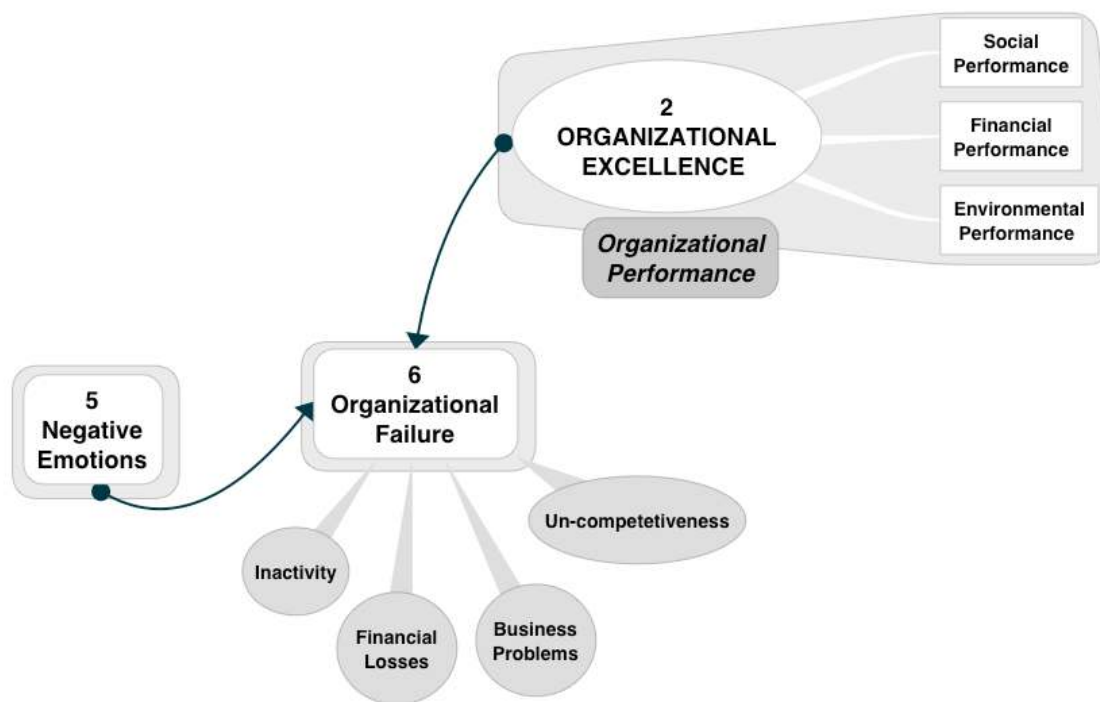 Social
Performance
2
ORGANIZATIONAL
EXCELLENCE
Financial
Performance
Environmental
Performance
Organizational
Performance
6
Organizational
Failure
5
Negative
Emotions
Un-competetiveness
Inactivity
Financial
Losses
Business
Problems